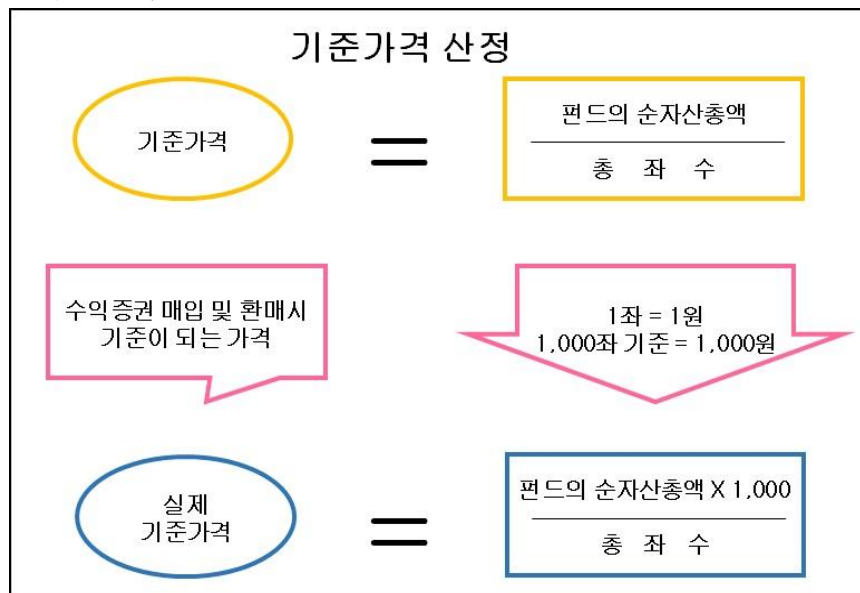 기준가격 산정
기준가격
=
펀드의 순자산총액
총 좌 수
수익증권 매입 및 환매시
기준이 되는 가격
1좌 = 1원
1,000좌 기준 = 1,000원
실제
기준가격
=
펀드의 순자산총액 X 1,000
총 좌 수